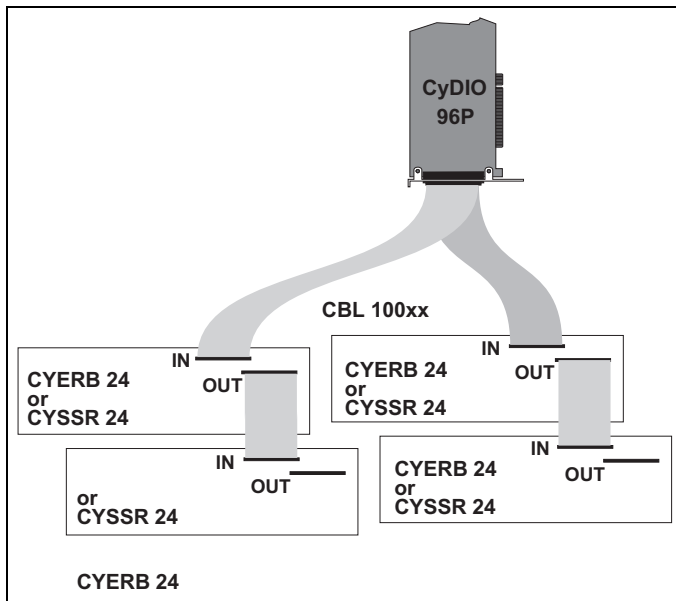 CyDIO
96P
CBL 100xx
IN
CYERB 24
or
CYSSR 24
OUT
IN
CYERB 24
or
CYSSR 24
OUT
IN
or
CYSSR 24
OUT
IN
CYERB 24
or
CYSSR 24
OUT
CYERB 24